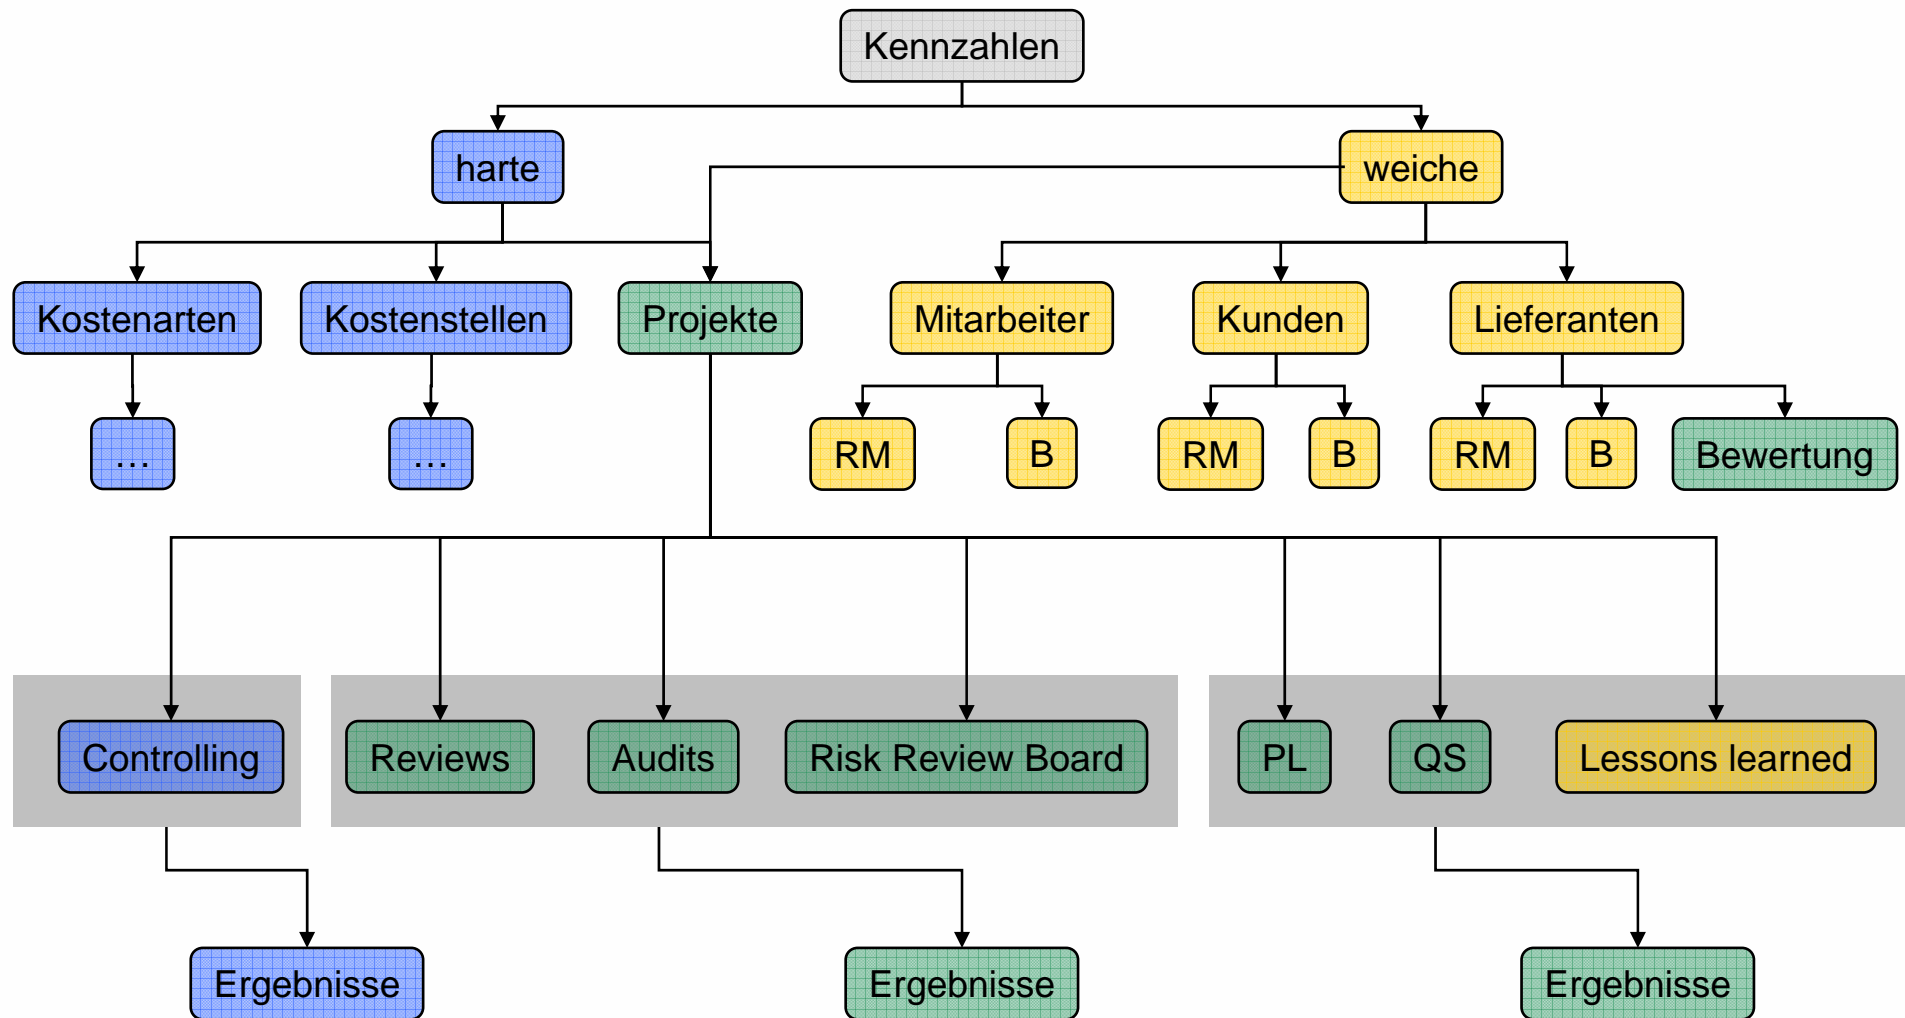 Kennzahlen
harte
weiche
Kostenarten
Kostenstellen
Projekte
Mitarbeiter
Kunden
Lieferanten
…
…
RM
B
RM
B
RM
B
Bewertung
Controlling
Reviews
Audits
Risk Review Board
PL
QS
Lessons learned
Ergebnisse
Ergebnisse
Ergebnisse